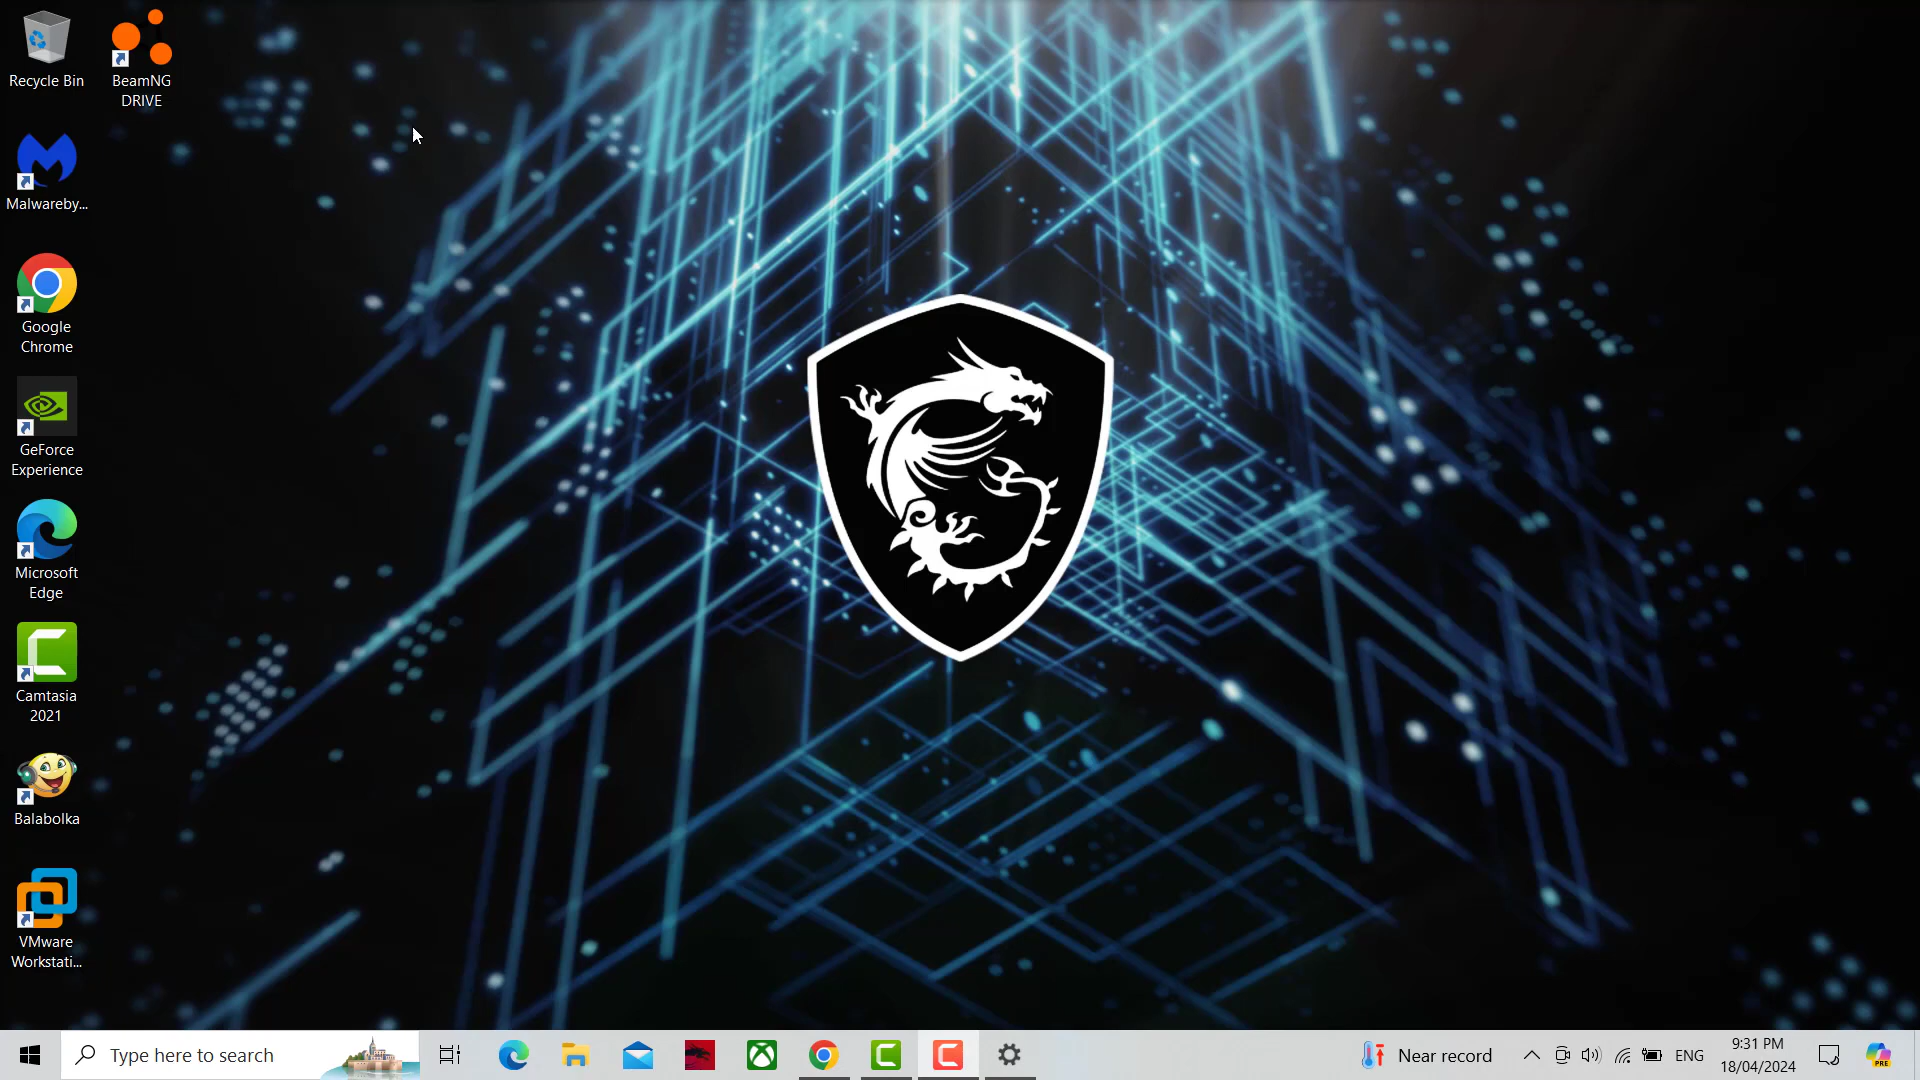 Recycle Bin
BeamNG
DRIVE
Malwareby...
Google
Chrome
GeForce
Experience
Microsoft
Edge
Camtasia
2021
Balabolka
VMware
Workstati...
Type here to search
Near record
ENG
9:31 PM
18/04/2024
PRE